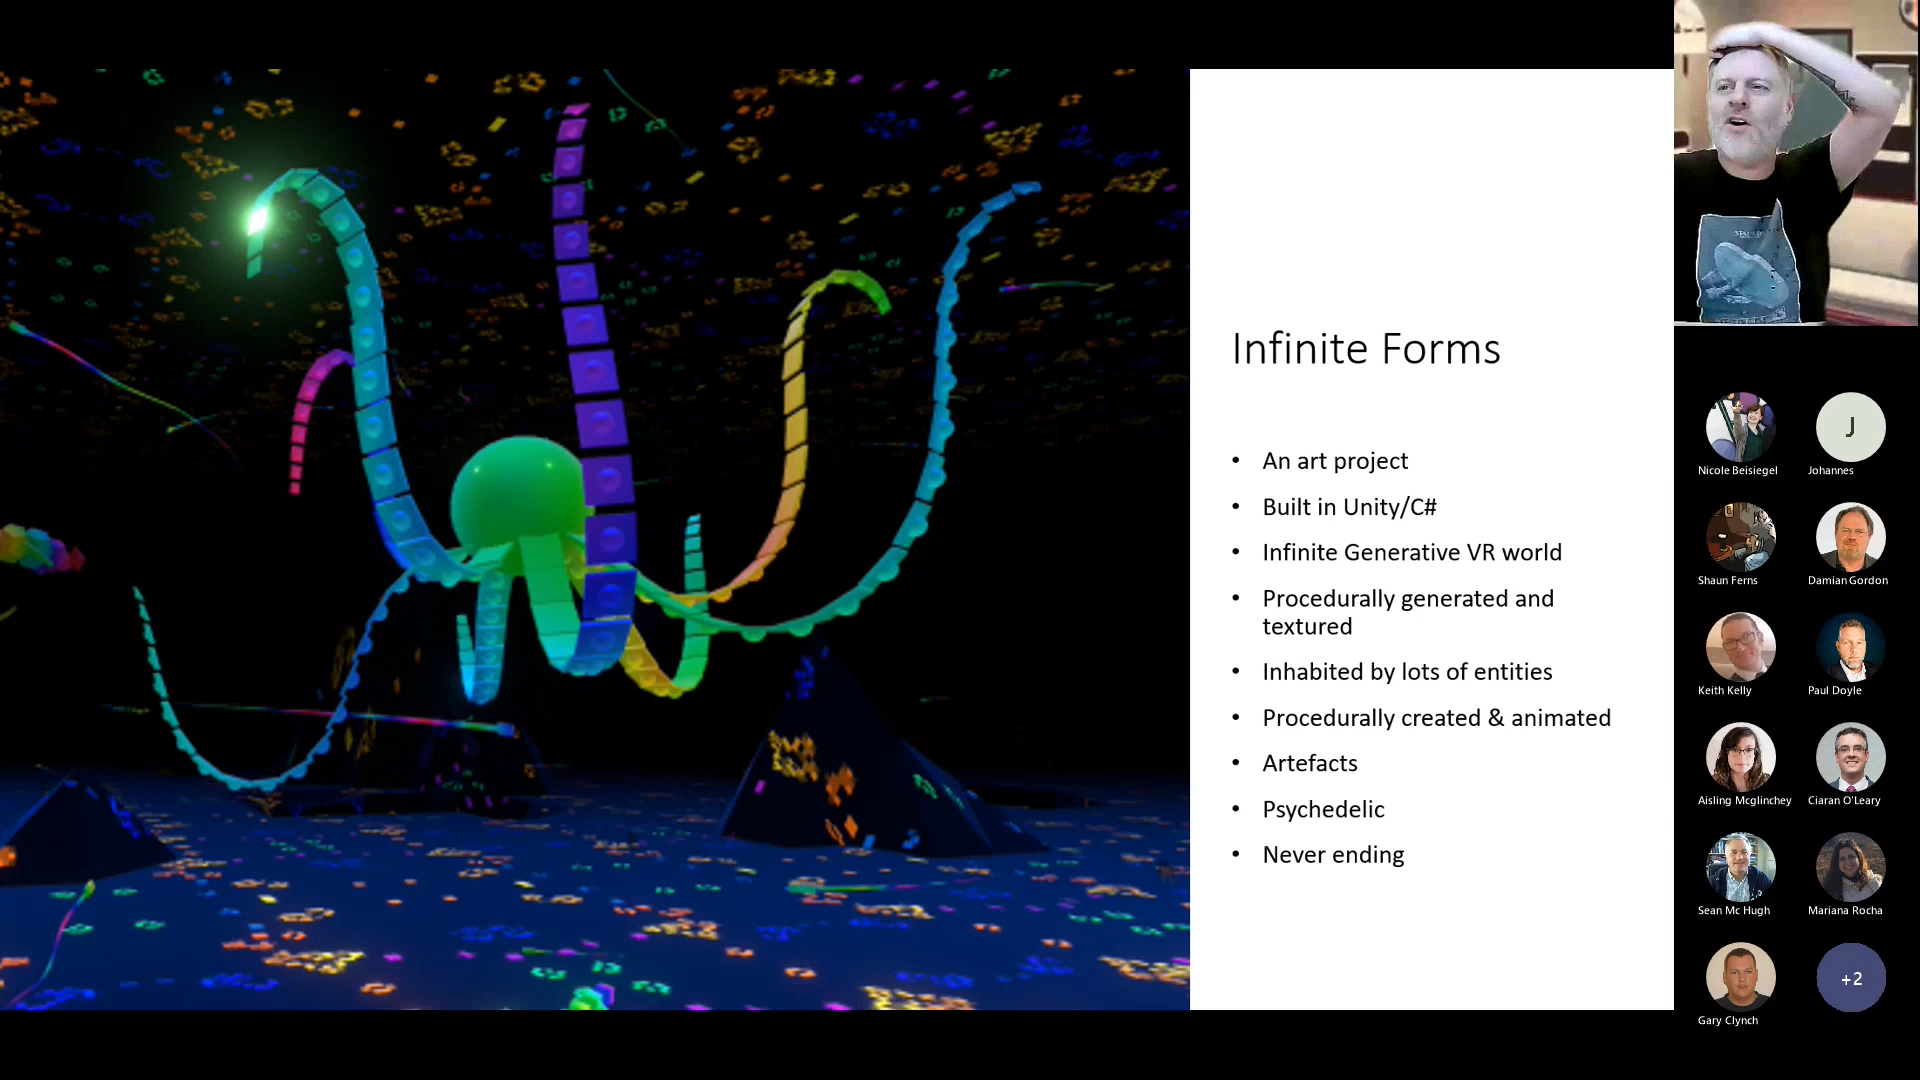 Infinite Forms
• An art project
• Built in Unity/C#
• Infinite Generative VR world
• Procedurally generated and
textured
• Inhabited by lots of entities
• Procedurally created & animated
• Artefacts
• Psychedelic
• Never ending
J
Nicole Beisiegel
Johannes
Shaun Ferns
Damian Gordon
Keith Kelly
Paul Doyle
Aisling Mcglinchey
Ciaran O'Leary
Sean Mc Hugh
Mariana Rocha
+2
Gary Clynch